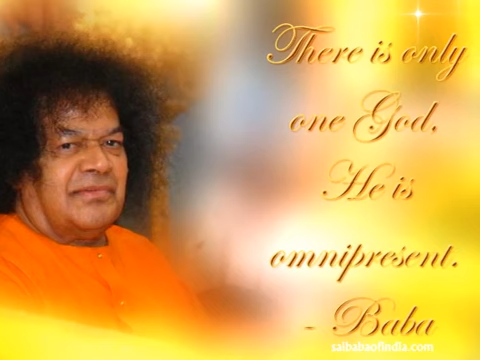 There is only
one God.
He is
omnipresent.
- Baba
saibabaofindia.com